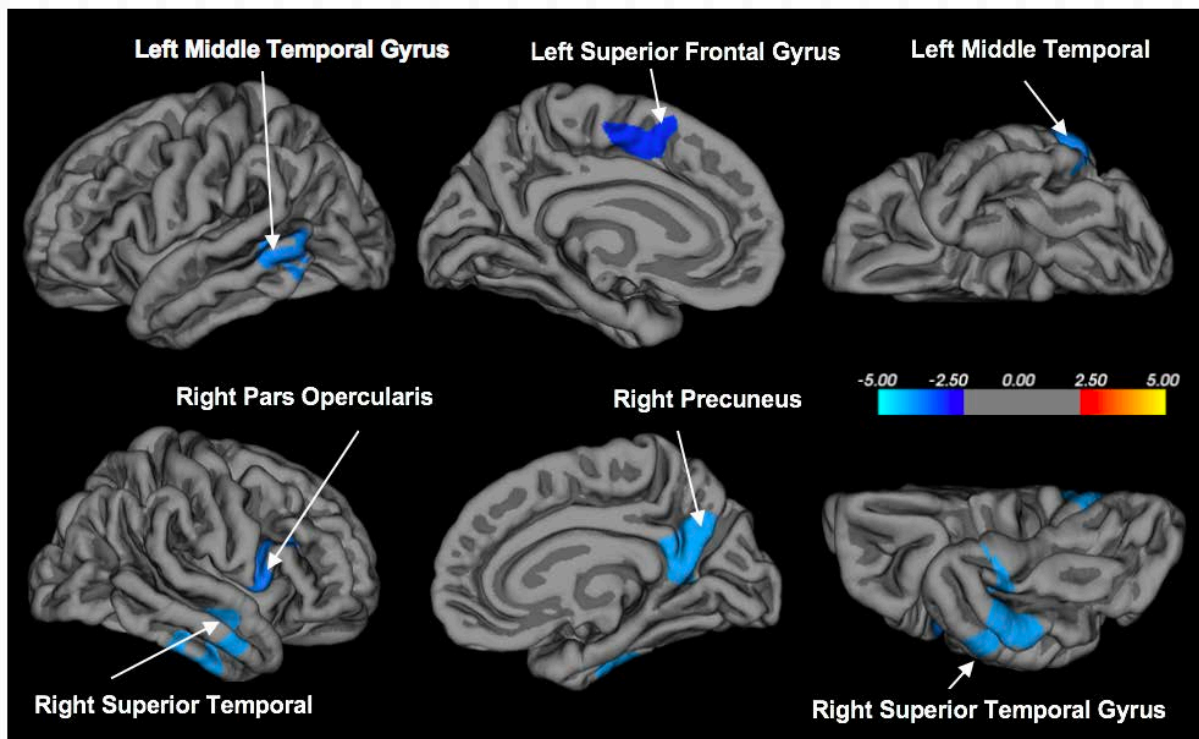 Left Middle Temporal Gyrus
Left Superior Frontal Gyrus
Left Middle Temporal
Right Pars Opercularis
Right Precuneus
-5.00 -2.50 0.00 2.50 5.00
Right Superior Temporal
Right Superior Temporal Gyrus